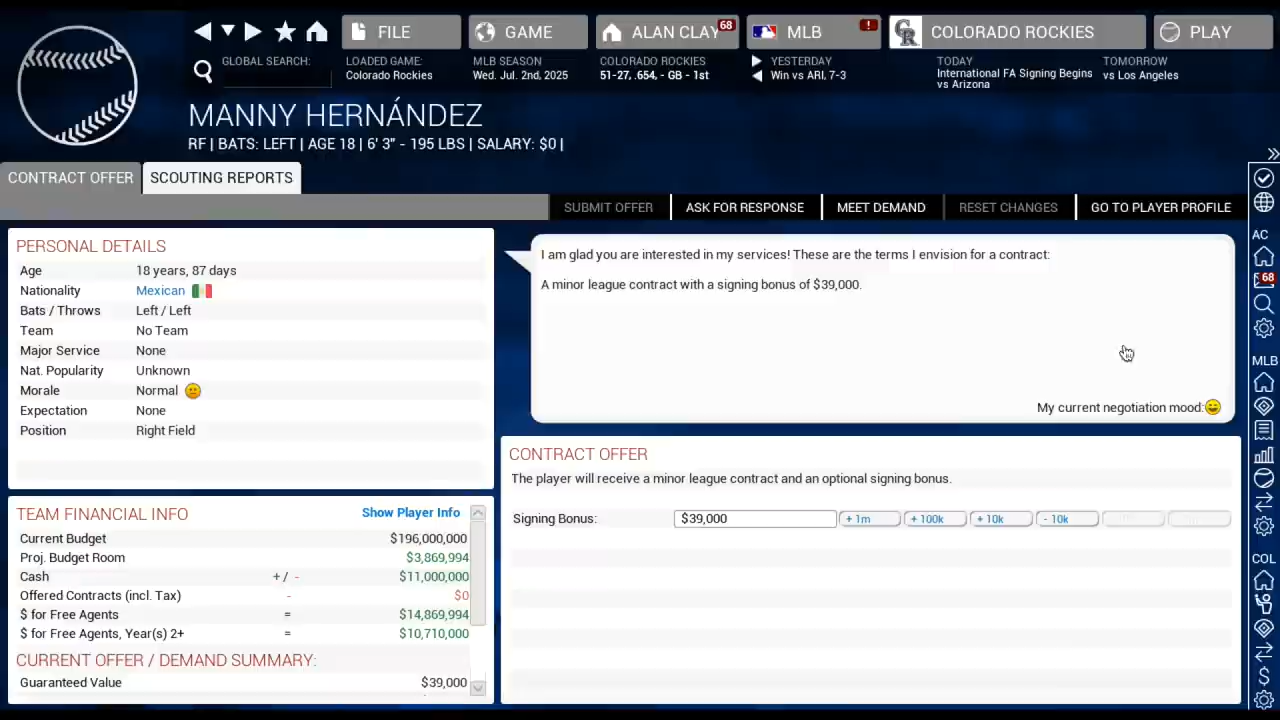 FILE
GAME
ALAN CLAY
68
MLB
!
COLORADO ROCKIES
PLAY
GLOBAL SEARCH:
LOADED GAME:
Colorado Rockies
MLB SEASON
Wed. Jul. 2nd, 2025
COLORADO ROCKIES
51-27, .654, - GB - 1st
YESTERDAY
Win vs ARI, 7-3
TODAY
International FA Signing Begins
vs Arizona
TOMORROW
vs Los Angeles
MANNY HERNÁNDEZ
RF | BATS: LEFT | AGE 18 | 6' 3" - 195 LBS | SALARY: $0 |
CONTRACT OFFER
SCOUTING REPORTS
SUBMIT OFFER
ASK FOR RESPONSE
MEET DEMAND
RESET CHANGES
GO TO PLAYER PROFILE
PERSONAL DETAILS
Age 18 years, 87 days
Nationality Mexican
Bats / Throws Left / Left
Team No Team
Major Service None
Nat. Popularity Unknown
Morale Normal
Expectation None
Position Right Field
I am glad you are interested in my services! These are the terms I envision for a contract:
A minor league contract with a signing bonus of $39,000.
My current negotiation mood:
TEAM FINANCIAL INFO
Show Player Info
Current Budget $196,000,000
Proj. Budget Room $3,869,994
Cash + / - $11,000,000
Offered Contracts (incl. Tax) - $0
$ for Free Agents = $14,869,994
$ for Free Agents, Year(s) 2+ = $10,710,000
CURRENT OFFER / DEMAND SUMMARY:
Guaranteed Value $39,000
CONTRACT OFFER
The player will receive a minor league contract and an optional signing bonus.
Signing Bonus: $39,000 + 1m + 100k + 10k - 10k
AC
68
MLB
COL